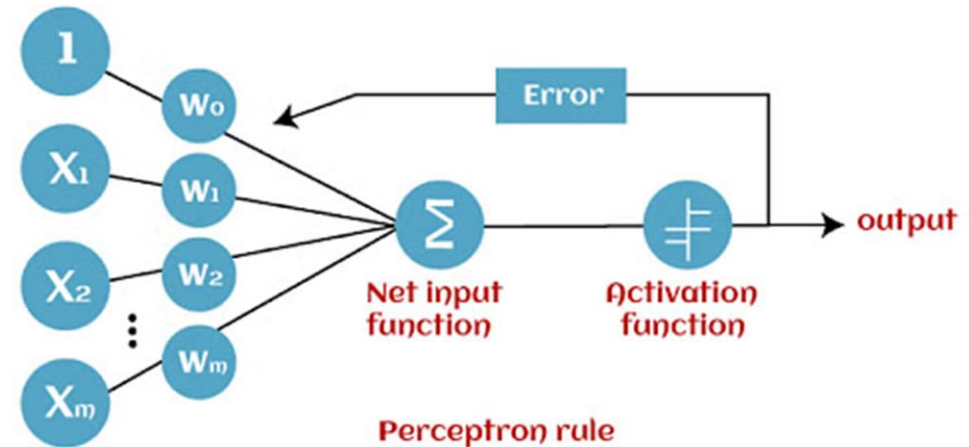 1
W₀
Error
X₁
W₁
Σ
output
X₂
W₂
Net input
function
Activation
function
Xₘ
Wₘ
Perceptron rule